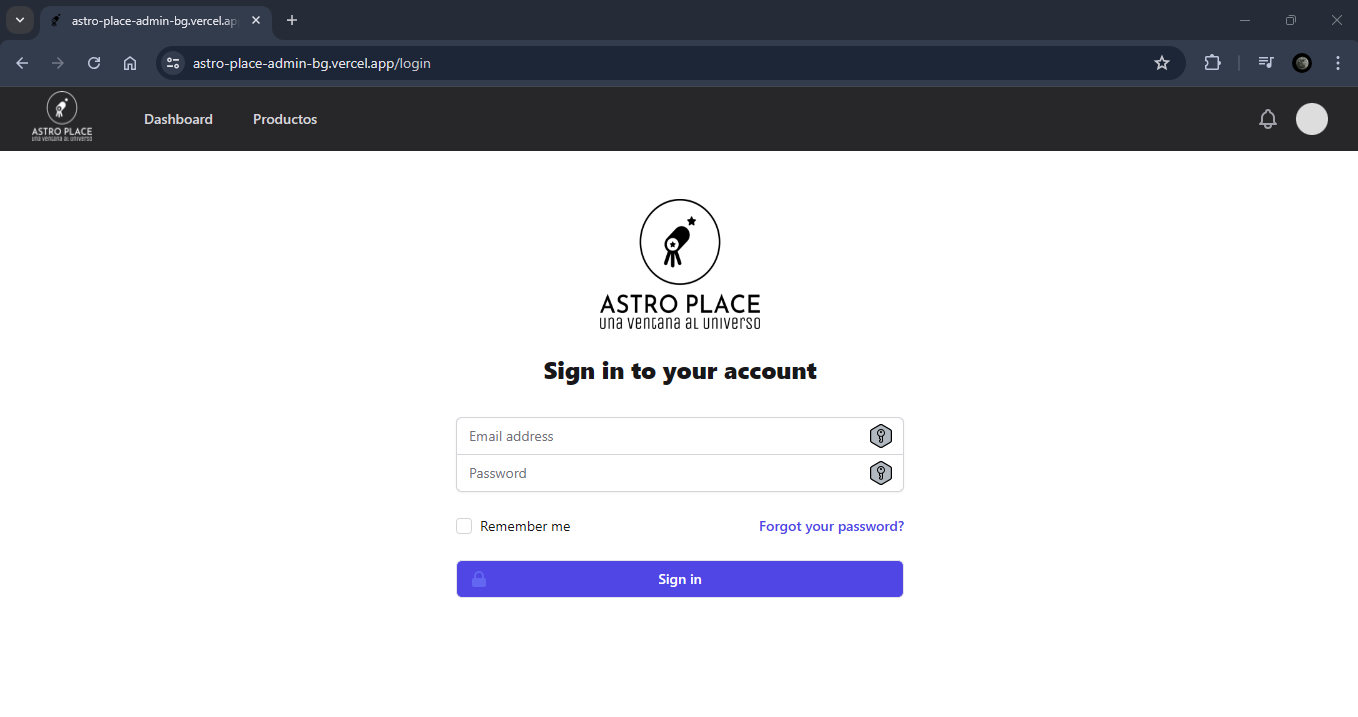 astro-place-admin-bg.vercel.ap
astro-place-admin-bg.vercel.app/login
ASTRO PLACE
una ventana al universo
Dashboard
Productos
ASTRO PLACE
una ventana al universo
Sign in to your account
Email address
Password
Remember me
Forgot your password?
Sign in